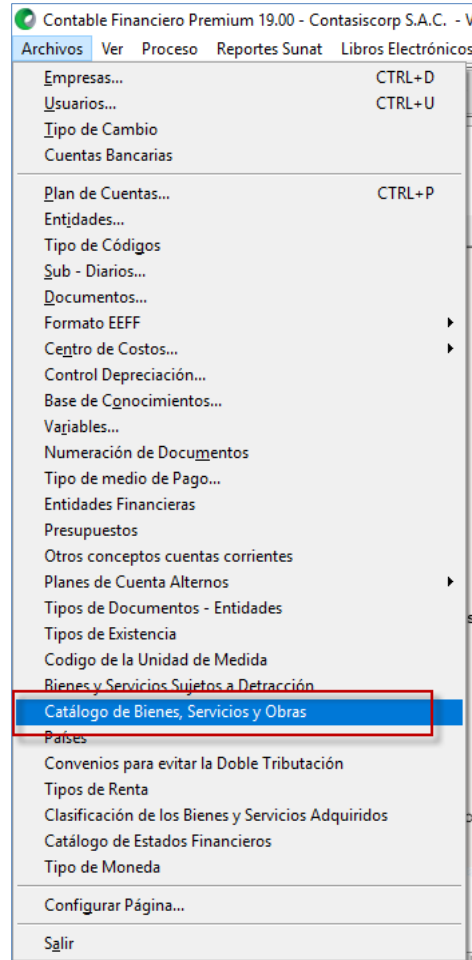 Contable Financiero Premium 19.00 - Contasiscorp S.A.C. - V
Archivos Ver Proceso Reportes Sunat Libros Electrónicos
Empresas... CTRL+D
Usuarios... CTRL+U
Tipo de Cambio
Cuentas Bancarias
Plan de Cuentas... CTRL+P
Entidades...
Tipo de Códigos
Sub - Diarios...
Documentos...
Formato EEFF
Centro de Costos...
Control Depreciación...
Base de Conocimientos...
Variables...
Numeración de Documentos
Tipo de medio de Pago...
Entidades Financieras
Presupuestos
Otros conceptos cuentas corrientes
Planes de Cuenta Alternos
Tipos de Documentos - Entidades
Tipos de Existencia
Codigo de la Unidad de Medida
Bienes y Servicios Sujetos a Detracción
Catálogo de Bienes, Servicios y Obras
Países
Convenios para evitar la Doble Tributación
Tipos de Renta
Clasificación de los Bienes y Servicios Adquiridos
Catálogo de Estados Financieros
Tipo de Moneda
Configurar Página...
Salir